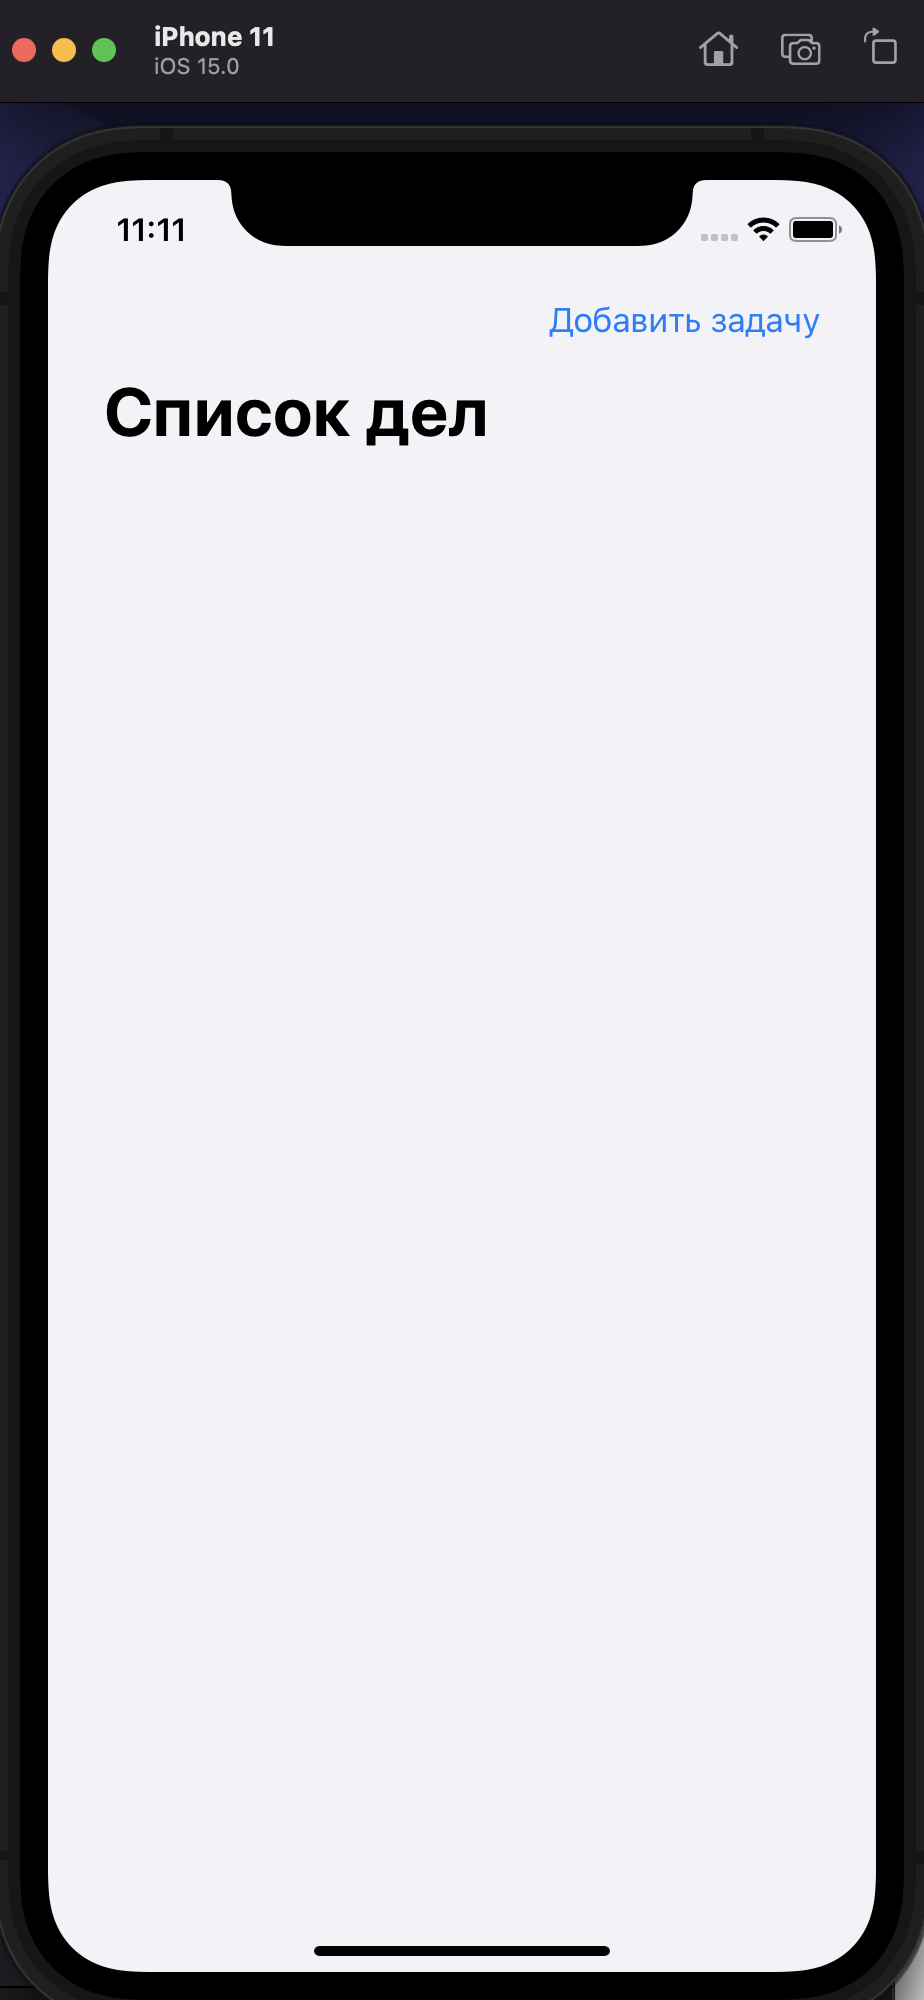 iPhone 11
iOS 15.0
11:11
Добавить задачу
Список дел